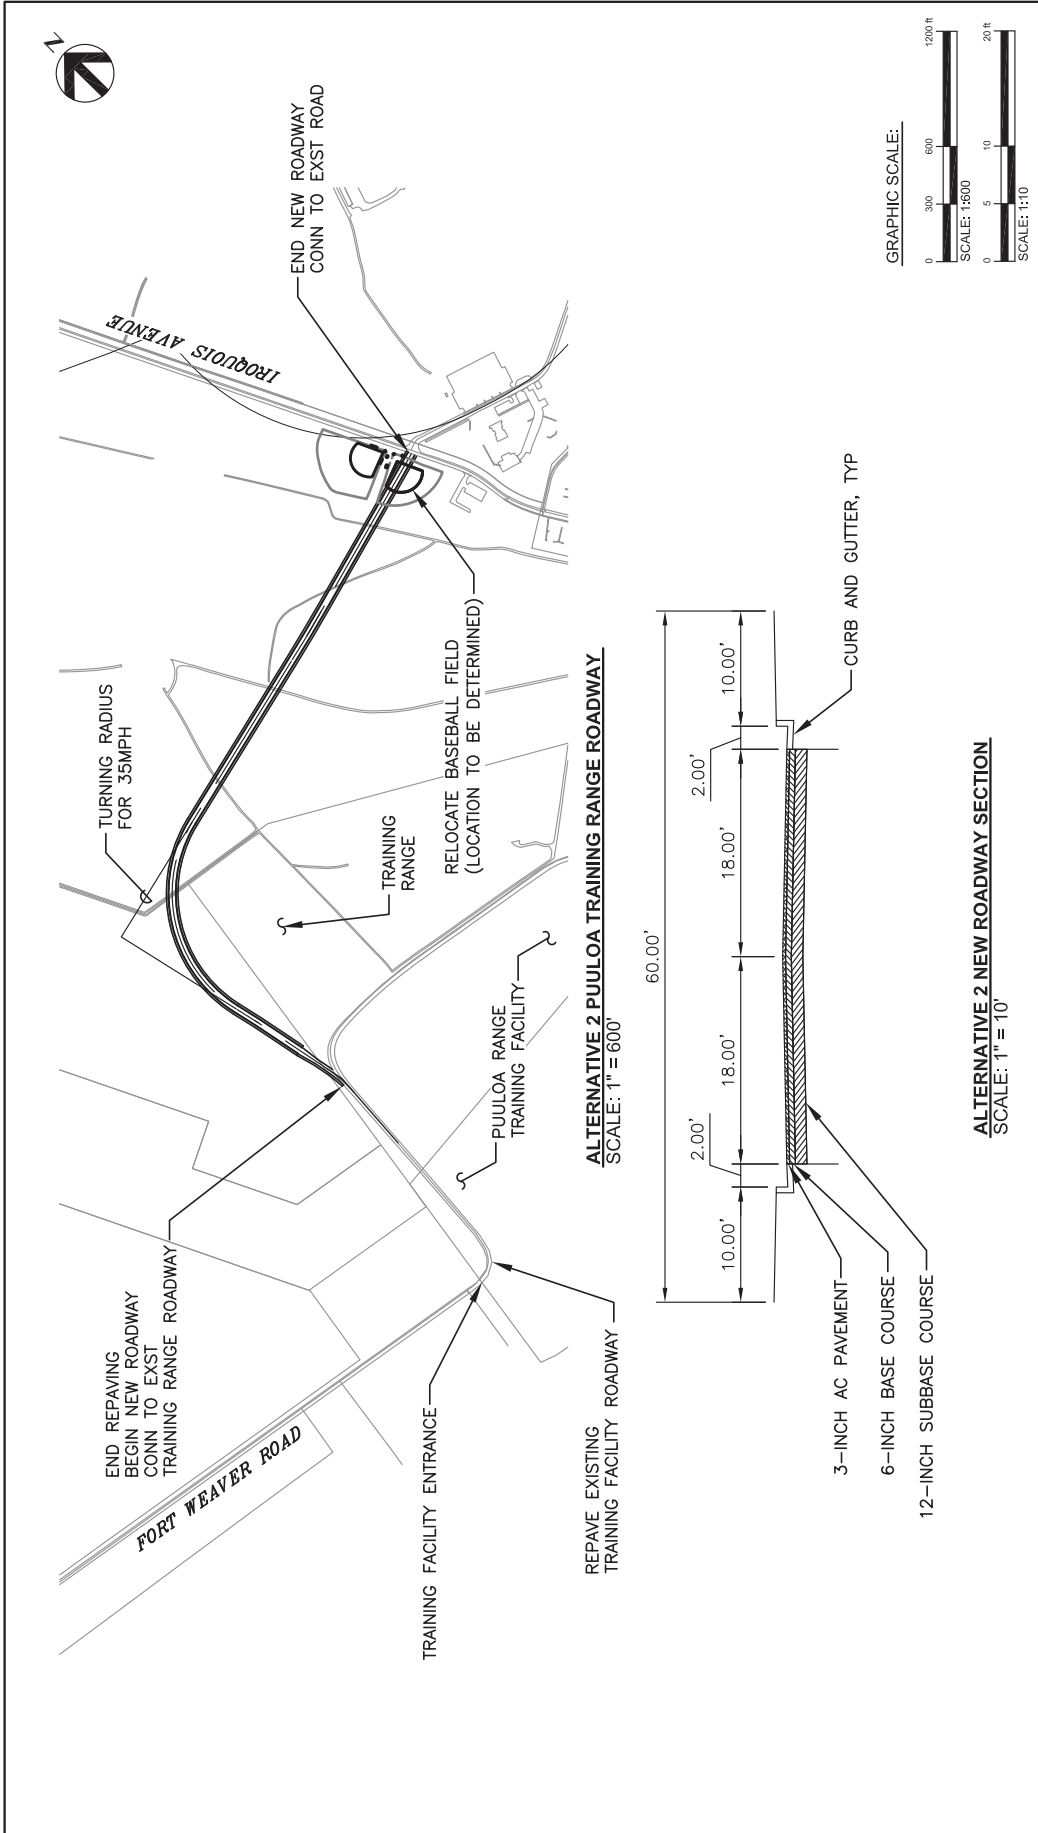 N
IROQUOIS AVENUE
END NEW ROADWAY
CONN TO EXST ROAD
TURNING RADIUS
FOR 35MPH
TRAINING
RANGE
RELOCATE BASEBALL FIELD
(LOCATION TO BE DETERMINED)
PUULOA RANGE
TRAINING FACILITY
END REPAVING
BEGIN NEW ROADWAY
CONN TO EXST
TRAINING RANGE ROADWAY
FORT WEAVER ROAD
TRAINING FACILITY ENTRANCE
REPAVE EXISTING
TRAINING FACILITY ROADWAY
ALTERNATIVE 2 PUULOA TRAINING RANGE ROADWAY
SCALE: 1" = 600'
60.00'
10.00'
2.00'
18.00'
18.00'
2.00'
10.00'
3-INCH AC PAVEMENT
6-INCH BASE COURSE
12-INCH SUBBASE COURSE
CURB AND GUTTER, TYP
ALTERNATIVE 2 NEW ROADWAY SECTION
SCALE: 1" = 10'
GRAPHIC SCALE:
0 300 600 1200 ft
SCALE: 1:600
0 5 10 20 ft
SCALE: 1:10